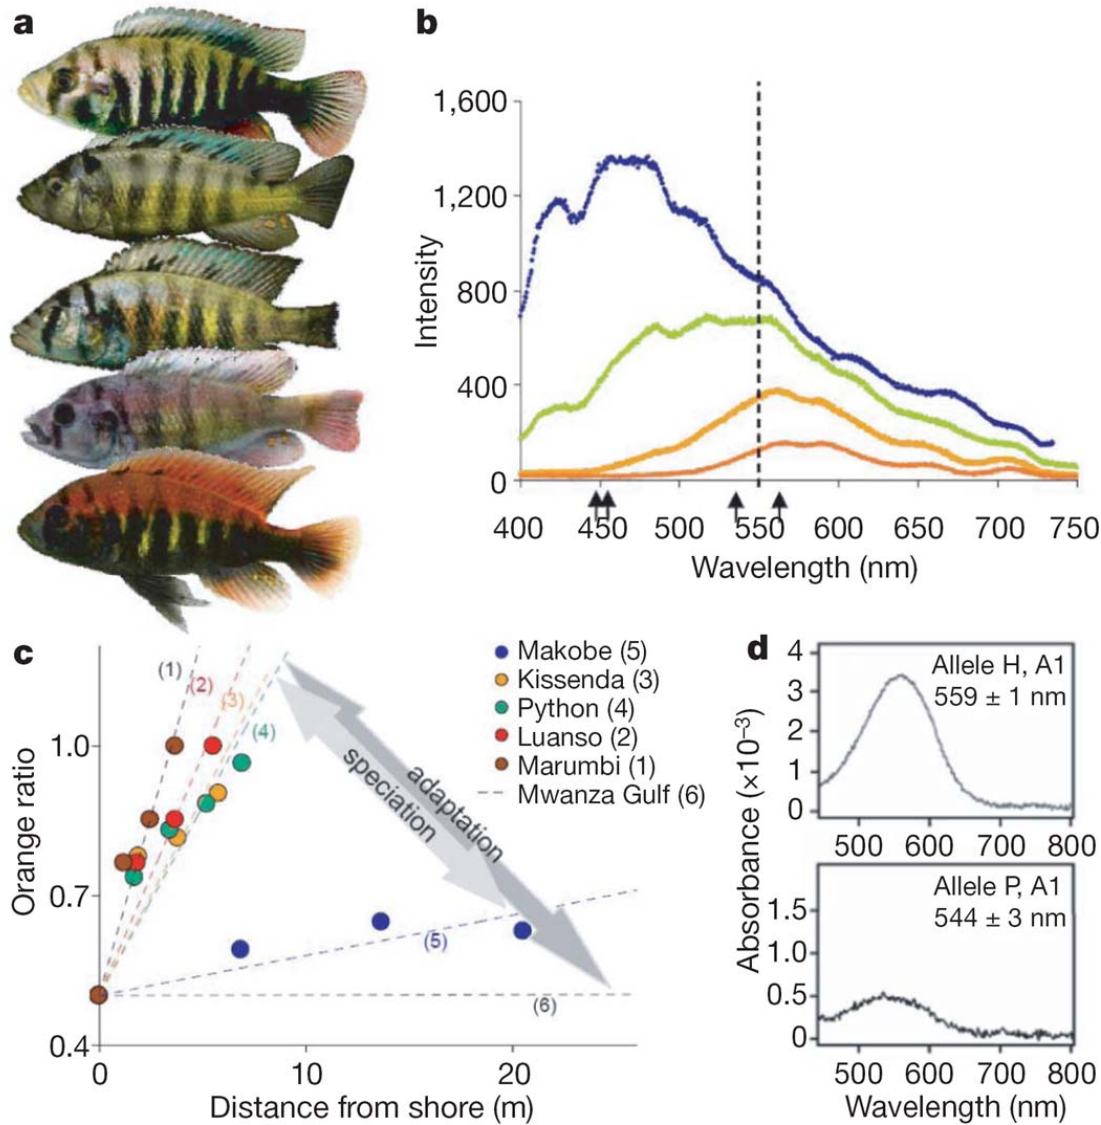 a
b
1,600
1,200
800
400
0
Intensity
400 450 500 550 600 650 700 750
Wavelength (nm)
c
(1)
(2)
(3)
(4)
Makobe (5)
Kissenda (3)
Python (4)
Luanso (2)
Marumbi (1)
Mwanza Gulf (6)
speciation
adaptation
(5)
(6)
1.0
0.7
0.4
Orange ratio
0 10 20
Distance from shore (m)
d
Absorbance (×10−3)
4
3
2
1
0
Allele H, A1
559 ± 1 nm
500 600 700 800
1.5
1.0
0.5
0
Allele P, A1
544 ± 3 nm
500 600 700 800
Wavelength (nm)